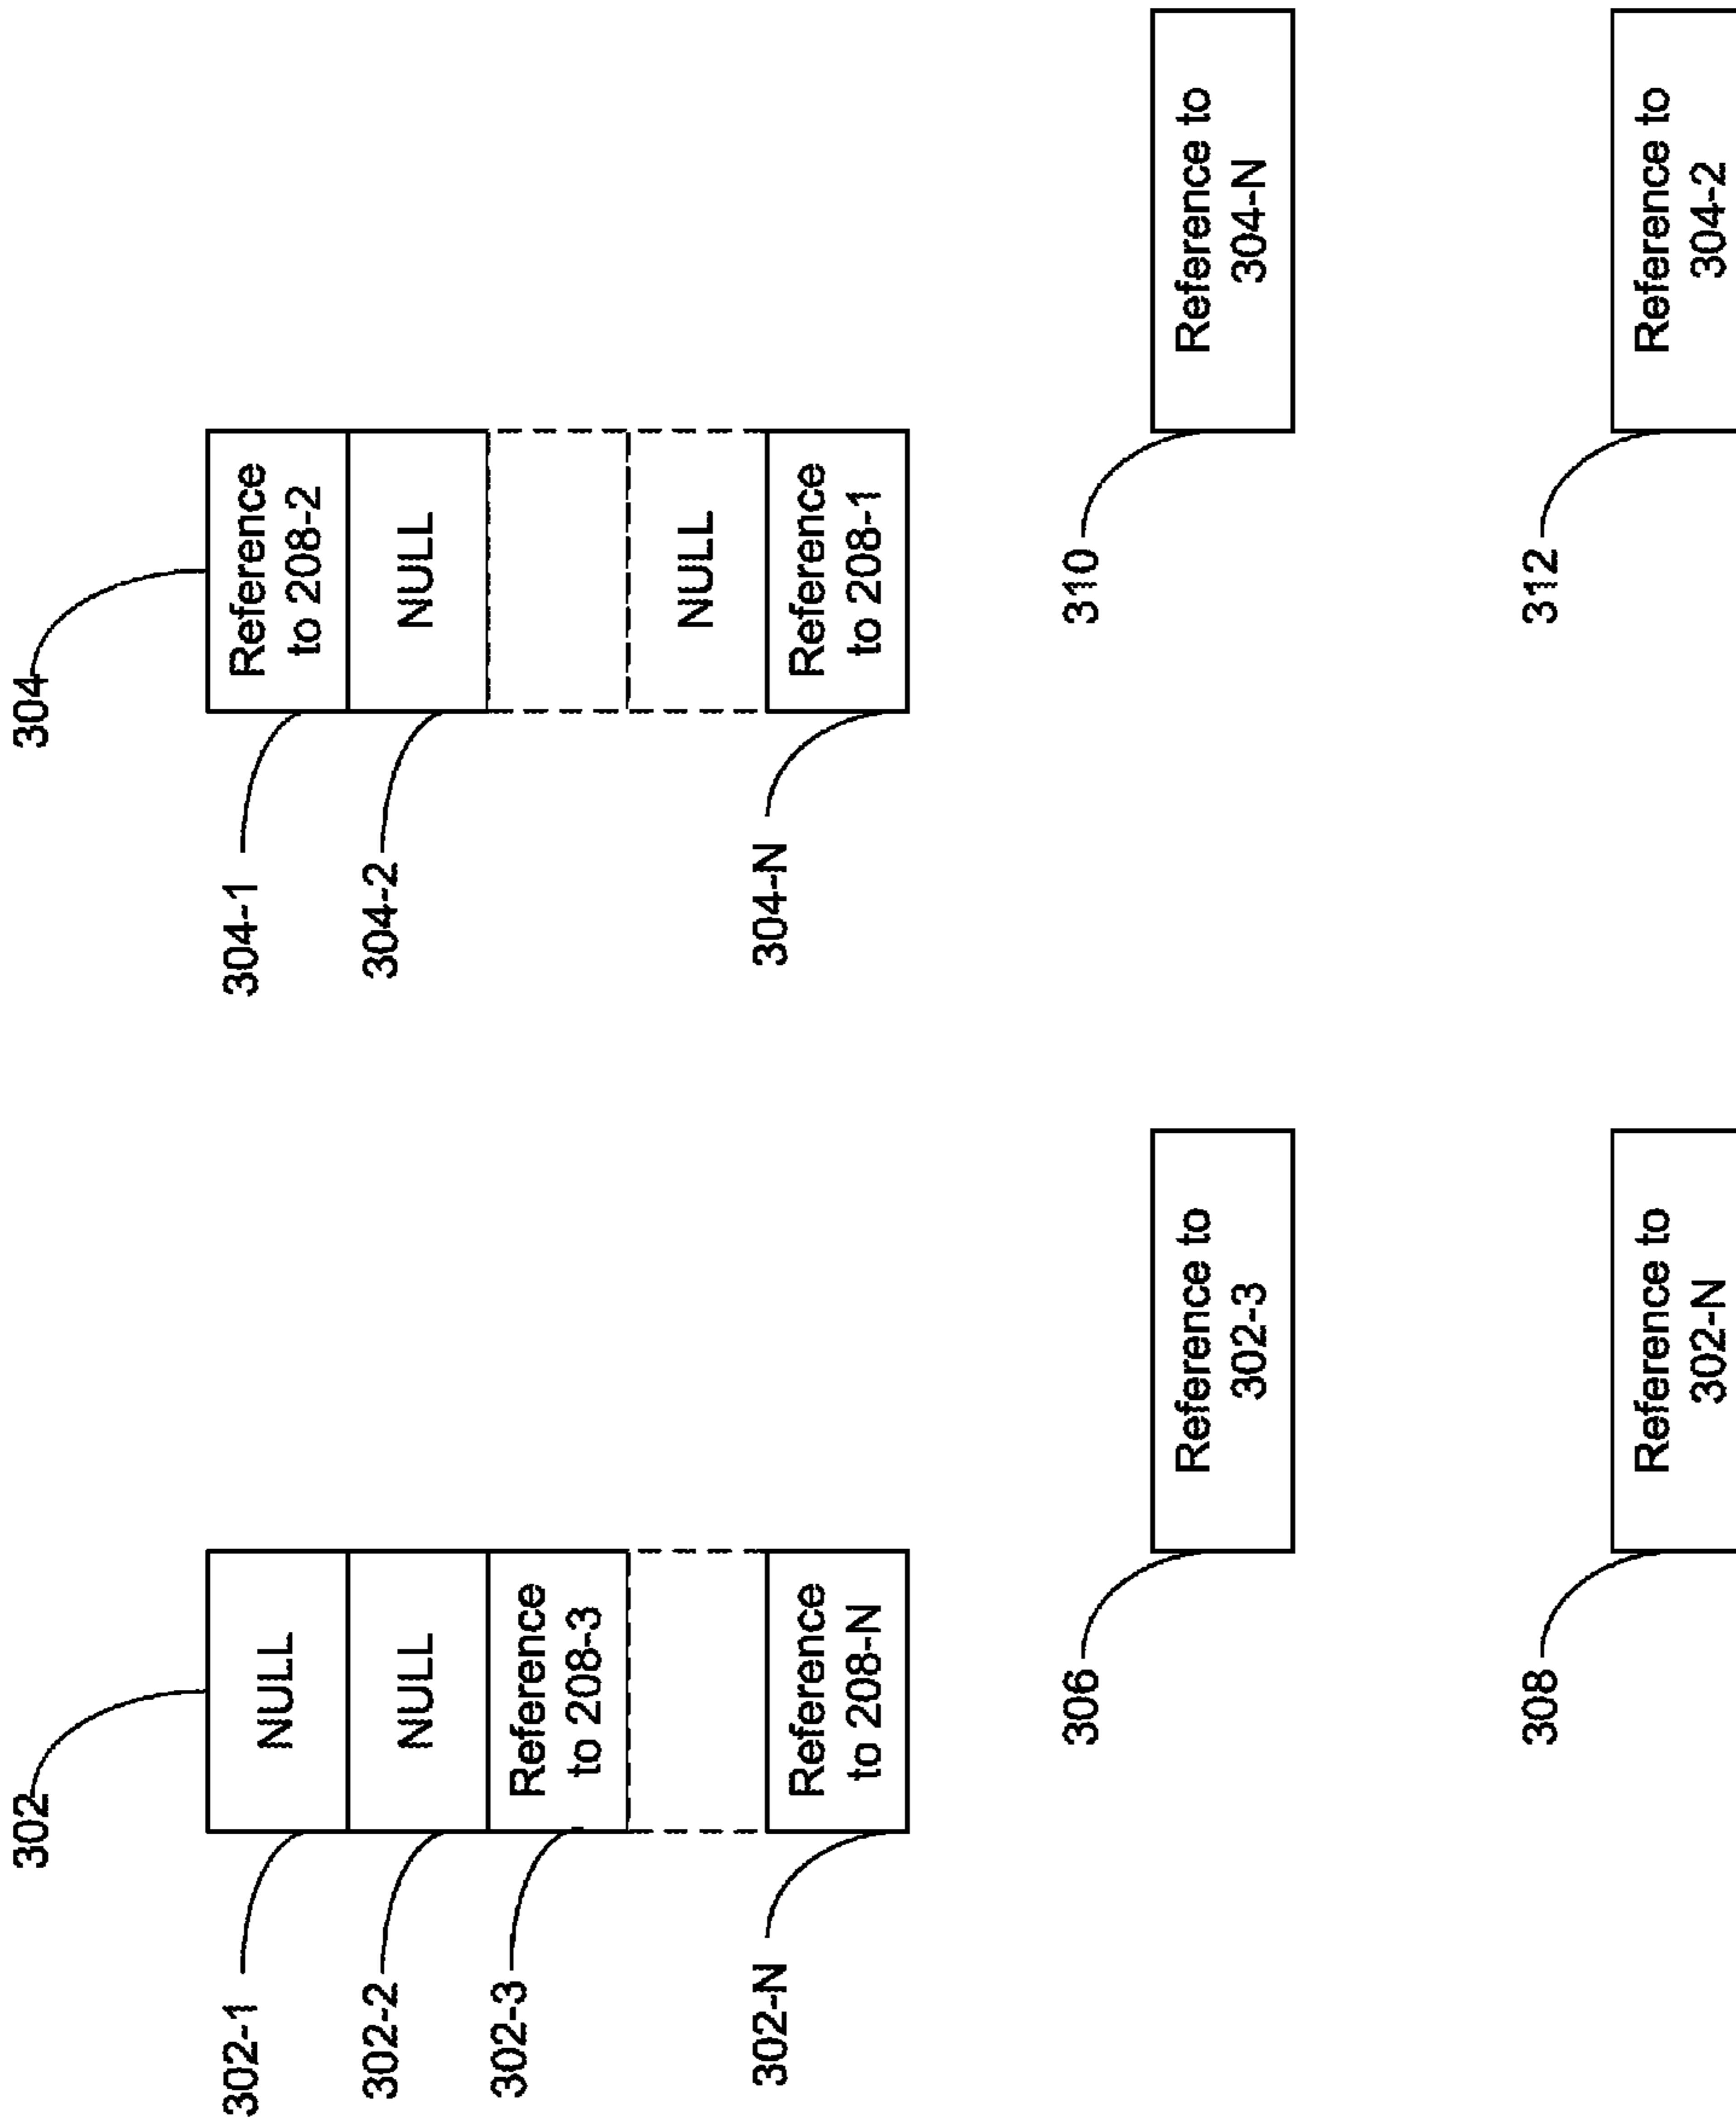 302
302-1
NULL
302-2
NULL
302-3
Reference
to 208-3
302-N
Reference
to 208-N
306
Reference to
302-3
308
Reference to
302-N
304
304-1
Reference
to 208-2
304-2
NULL
NULL
304-N
Reference
to 208-1
310
Reference to
304-N
312
Reference to
304-2